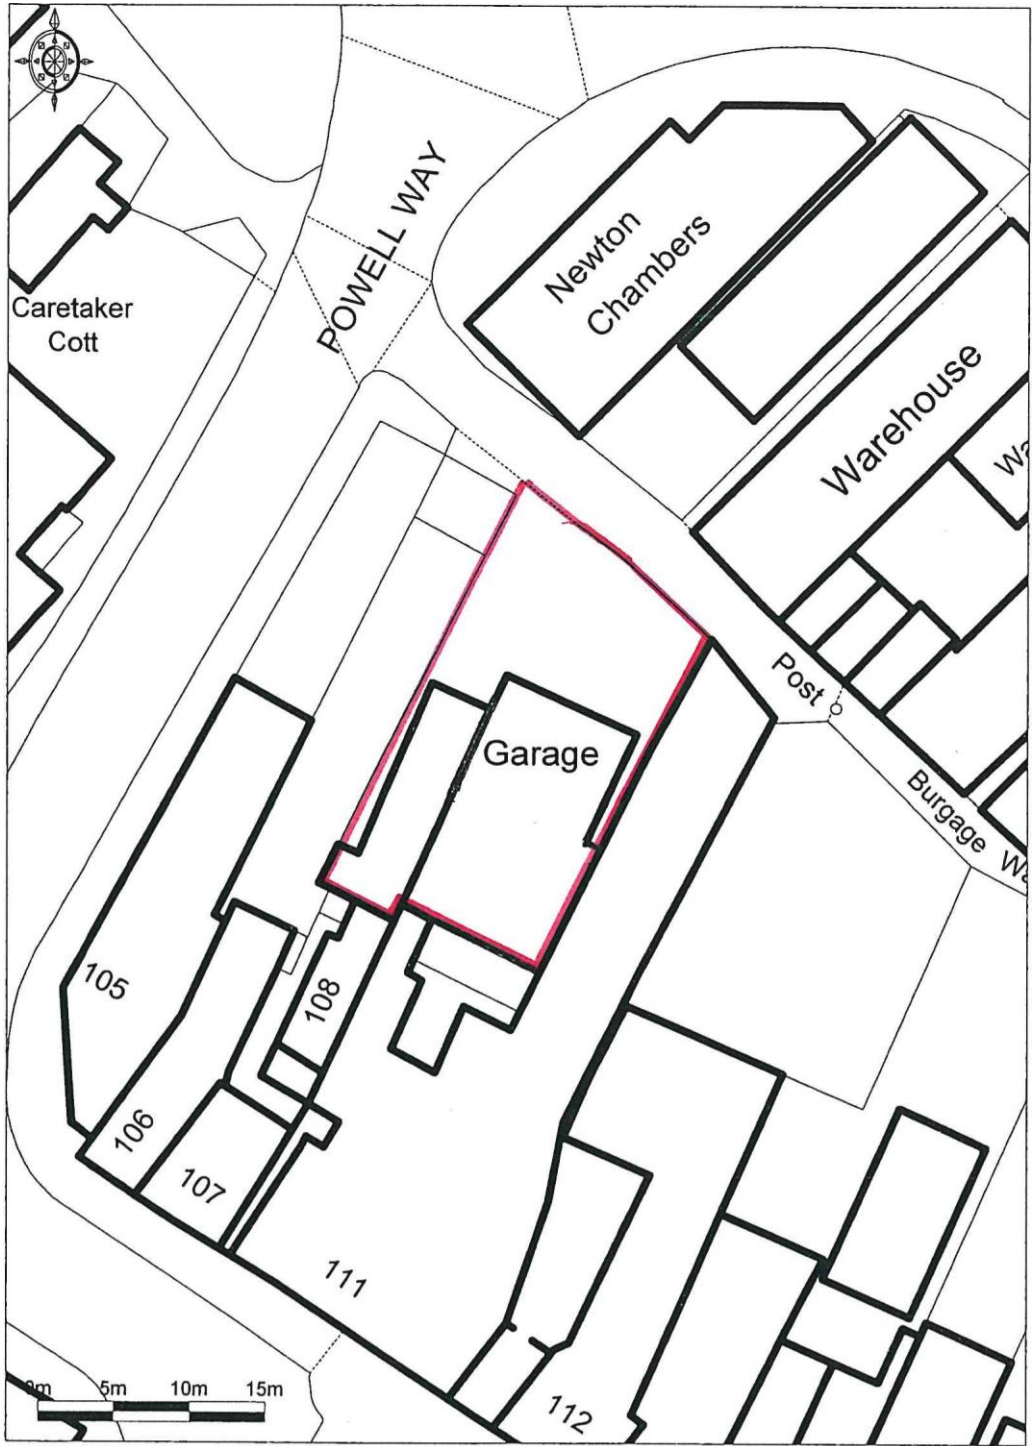 POWELL WAY
Newton
Chambers
Caretaker
Cott
Warehouse
Wa
Post
Garage
Burgage Wa
105
108
106
107
111
112
0m 5m 10m 15m